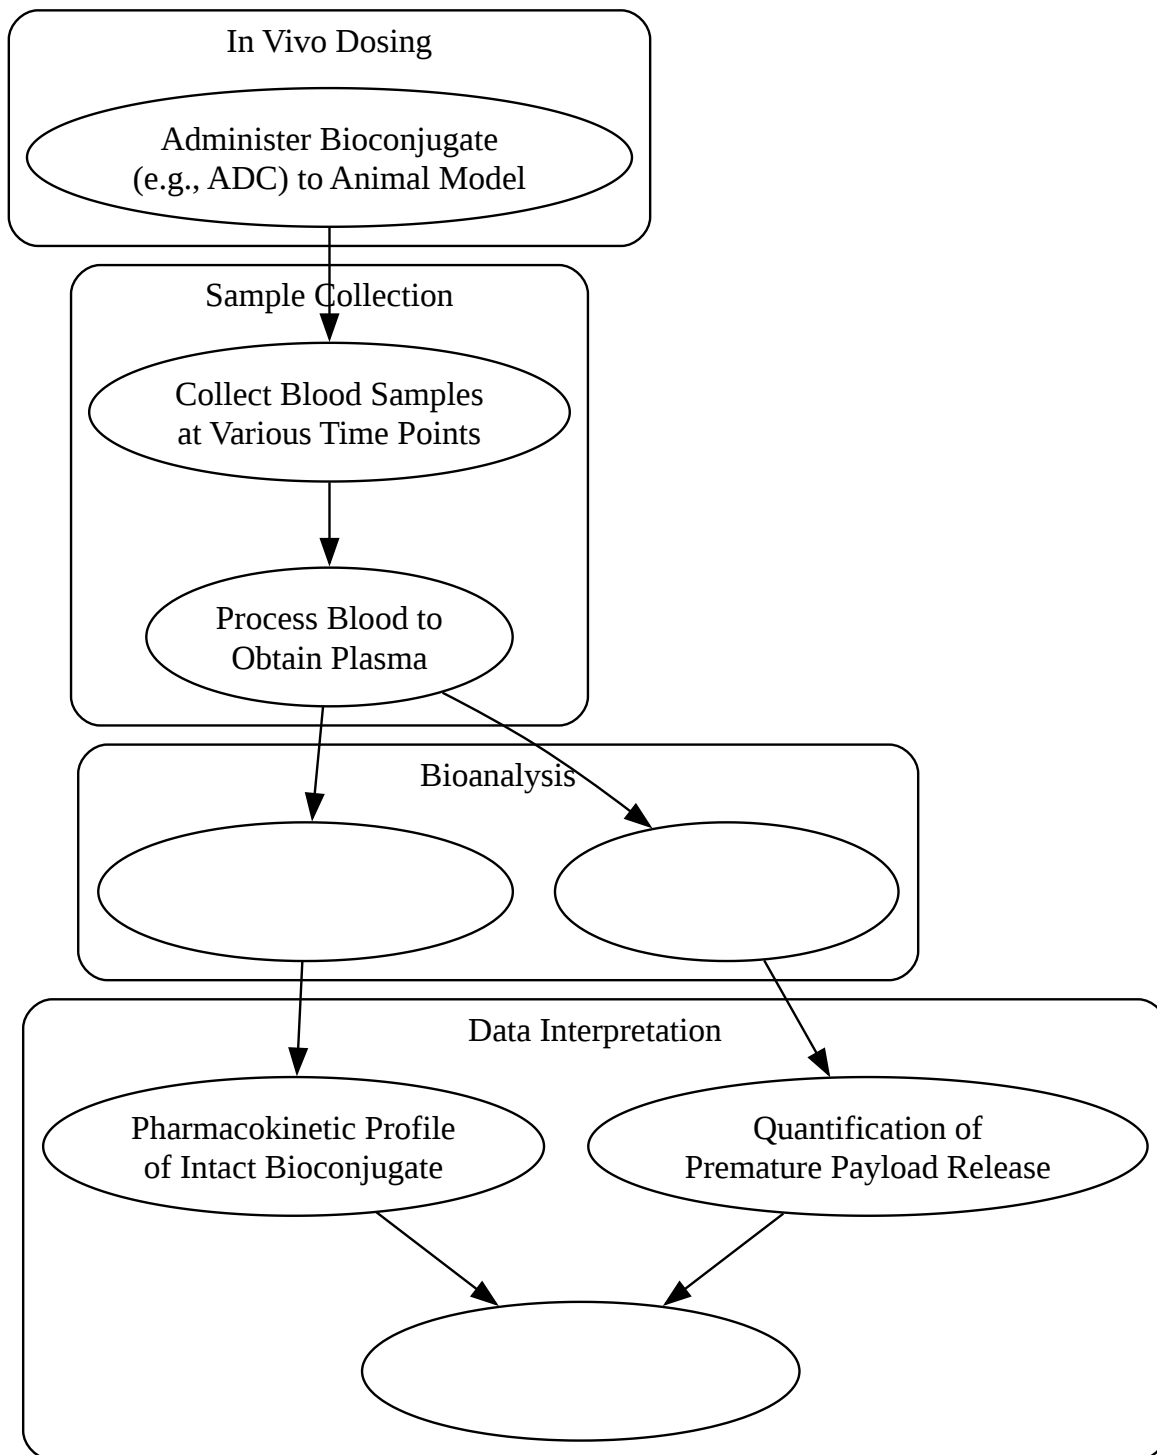 In Vivo Dosing
Administer Bioconjugate
(e.g., ADC) to Animal Model
Sample Collection
Collect Blood Samples
at Various Time Points
Process Blood to
Obtain Plasma
Bioanalysis
Data Interpretation
Pharmacokinetic Profile
of Intact Bioconjugate
Quantification of
Premature Payload Release